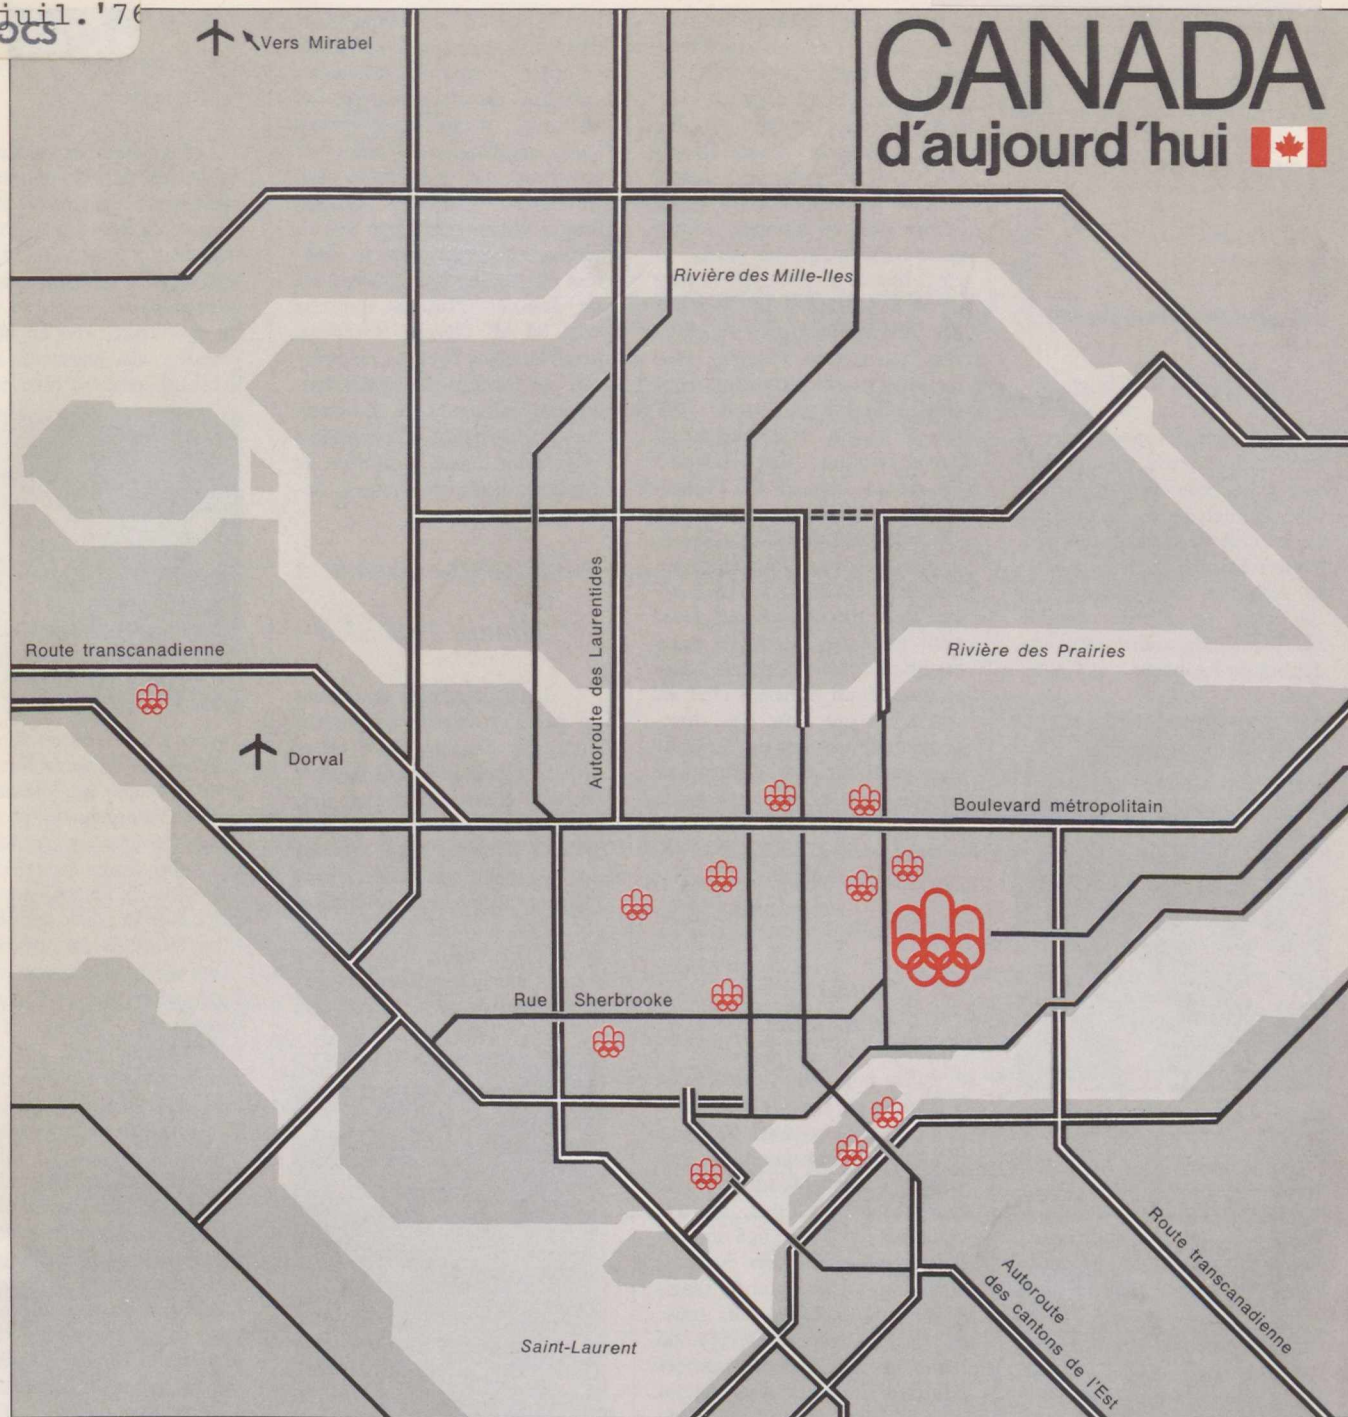 juil.'76
OCS
Vers Mirabel
CANADA
d'aujourd'hui
Rivière des Mille-Iles
Autoroute des Laurentides
Route transcanadienne
Rivière des Prairies
Dorval
Boulevard métropolitain
Rue Sherbrooke
Route transcanadienne
Autoroute
des cantons de l'Est
Saint-Laurent